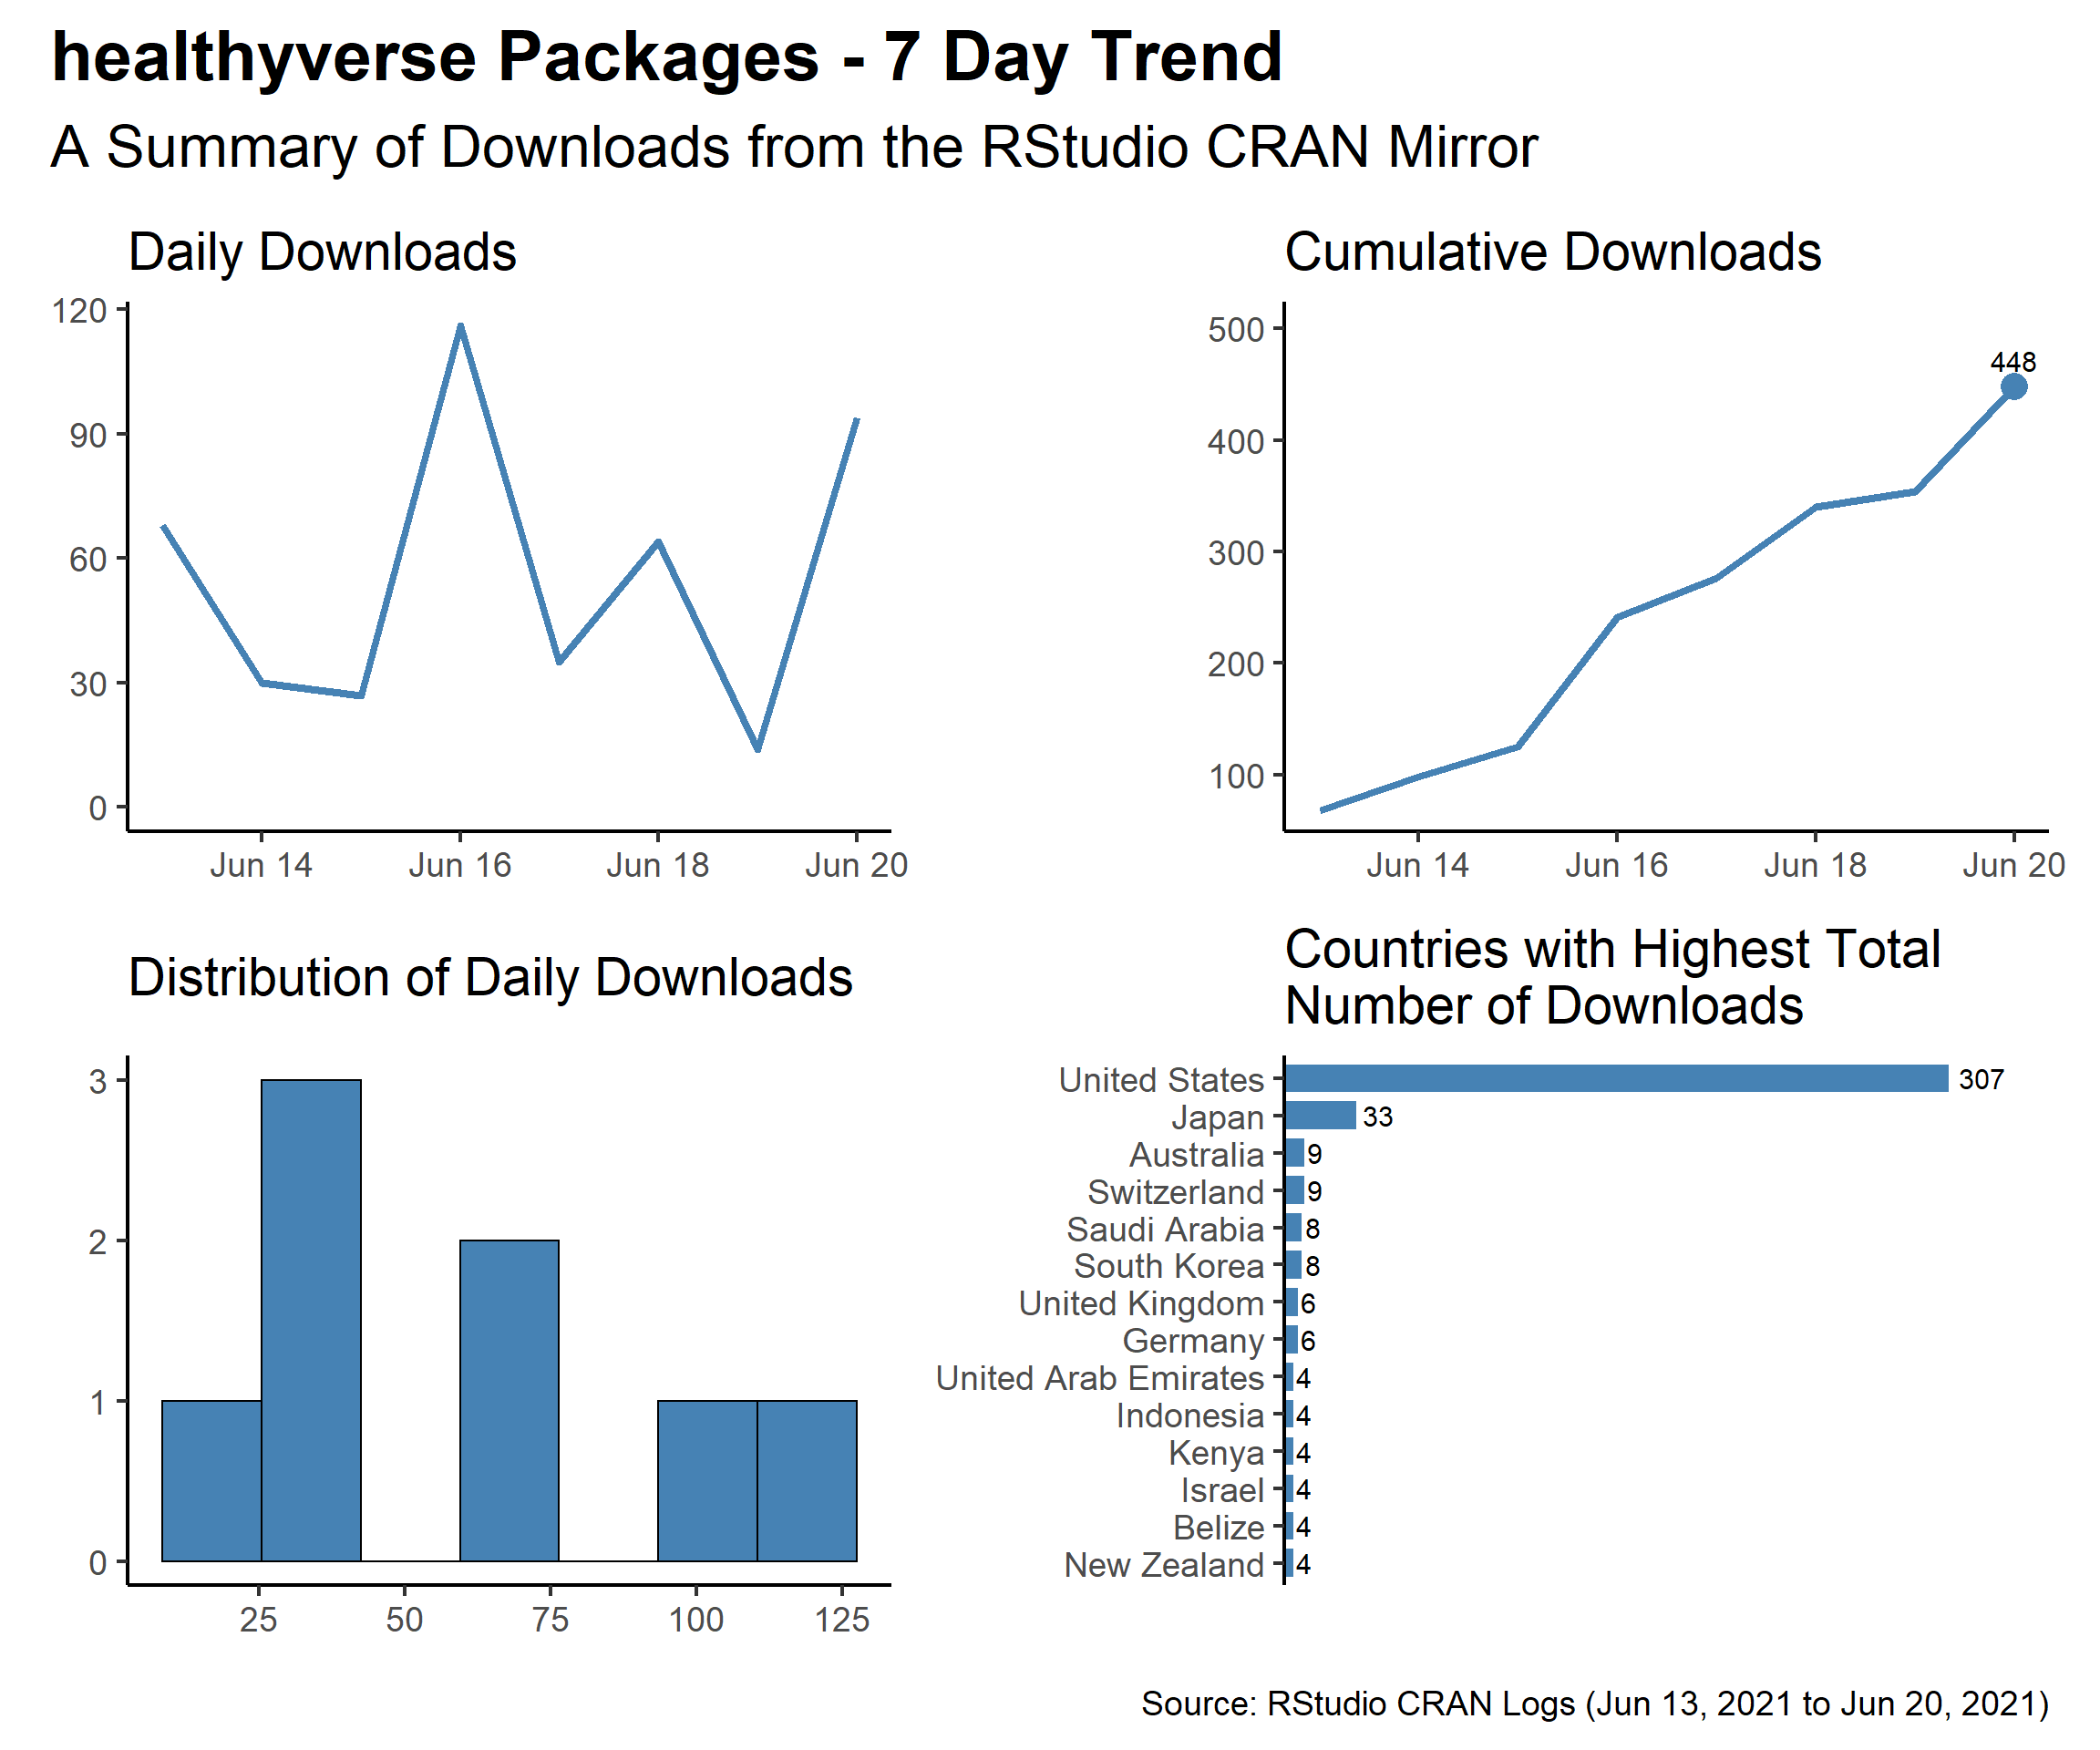 healthyverse Packages - 7 Day Trend
A Summary of Downloads from the RStudio CRAN Mirror
Daily Downloads
120
90
60
30
0
Jun 14 Jun 16 Jun 18 Jun 20
Cumulative Downloads
500
400
300
200
100
448
Jun 14 Jun 16 Jun 18 Jun 20
Distribution of Daily Downloads
3
2
1
0
25 50 75 100 125
Countries with Highest Total
Number of Downloads
United States 307
Japan 33
Australia 9
Switzerland 9
Saudi Arabia 8
South Korea 8
United Kingdom 6
Germany 6
United Arab Emirates 4
Indonesia 4
Kenya 4
Israel 4
Belize 4
New Zealand 4
Source: RStudio CRAN Logs (Jun 13, 2021 to Jun 20, 2021)